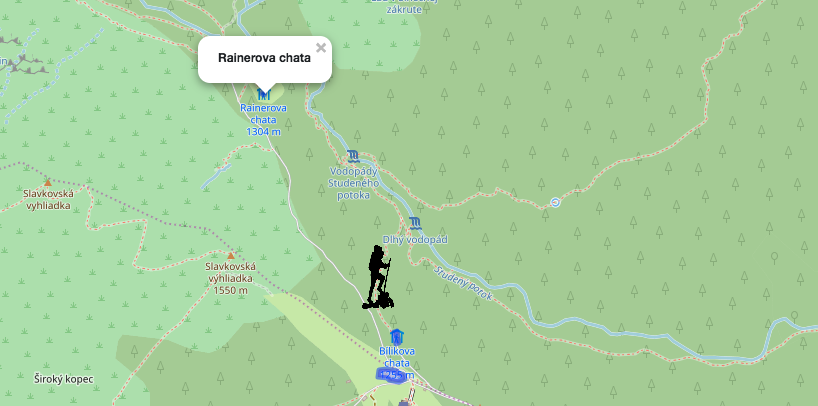 zákrute
Rainerova chata
×
Rainerova
chata
1304 m
Vodopády
Studeného
potoka
Slavkovská
vyhliadka
Dlhý vodopád
Slavkovská
vyhliadka
1550 m
Studený potok
Bilíkova
chata
m
Široký kopec